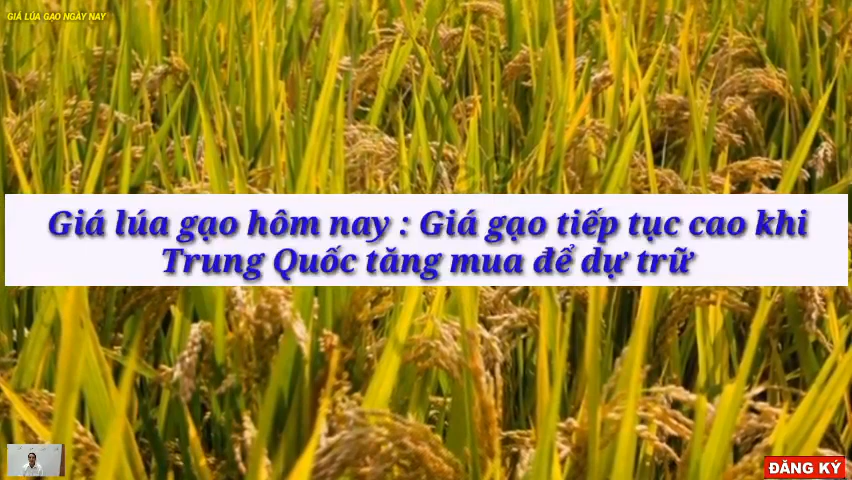 GIÁ LÚA GẠO NGÀY NAY
Giá lúa gạo hôm nay : Giá gạo tiếp tục cao khi
Trung Quốc tăng mua để dự trữ
ĐĂNG KÝ